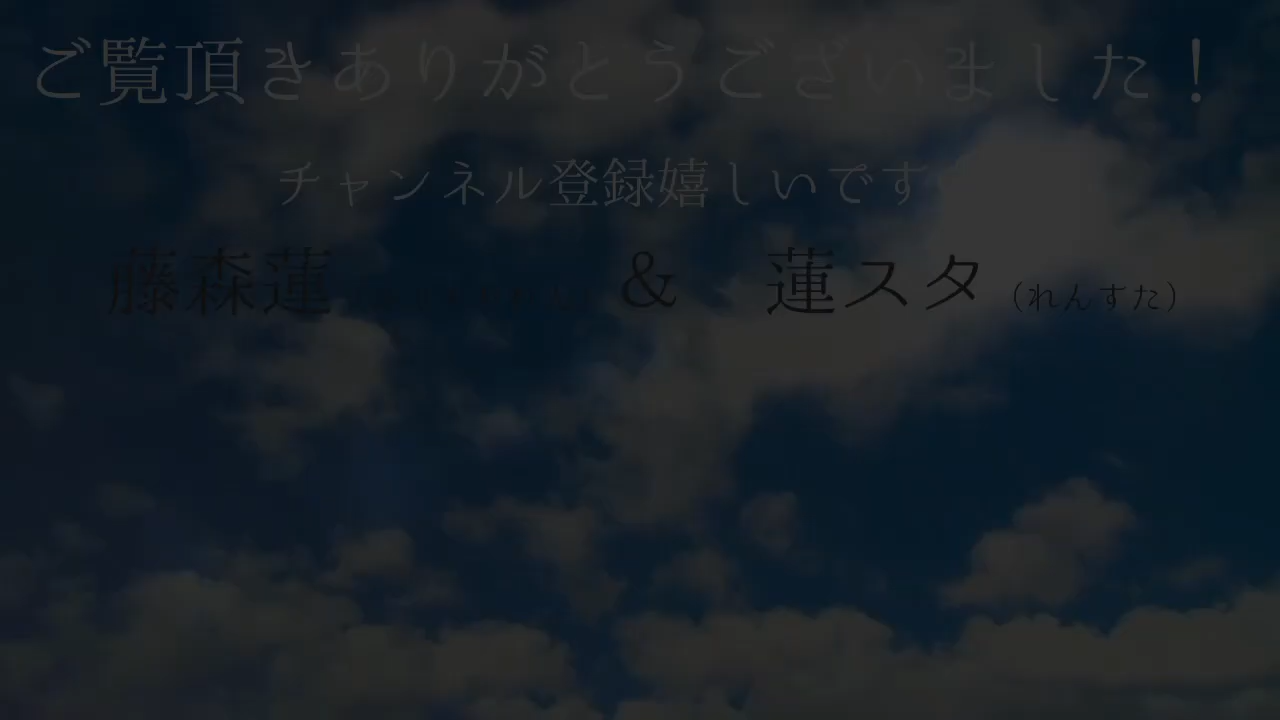 ご覧頂きありがとうございました！
チャンネル登録嬉しいです
藤森蓮 & 蓮スタ（れんすた）